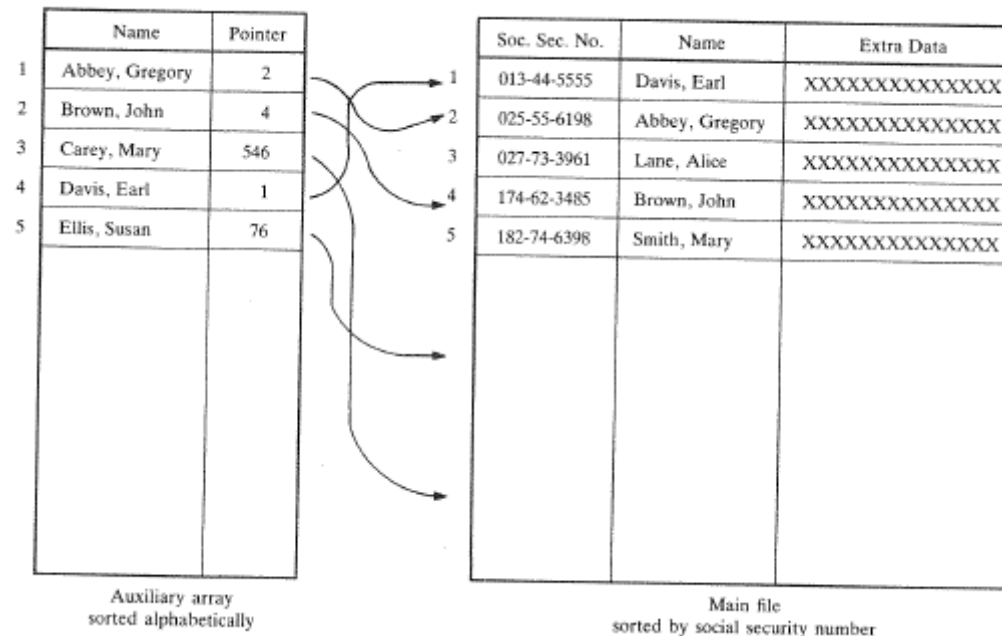 Name Pointer
1 Abbey, Gregory 2
2 Brown, John 4
3 Carey, Mary 546
4 Davis, Earl 1
5 Ellis, Susan 76
Auxiliary array
sorted alphabetically
Soc. Sec. No. Name Extra Data
1 013-44-5555 Davis, Earl XXXXXXXXXXXXXX
2 025-55-6198 Abbey, Gregory XXXXXXXXXXXXXX
3 027-73-3961 Lane, Alice XXXXXXXXXXXXXX
4 174-62-3485 Brown, John XXXXXXXXXXXXXX
5 182-74-6398 Smith, Mary XXXXXXXXXXXXXX
Main file
sorted by social security number